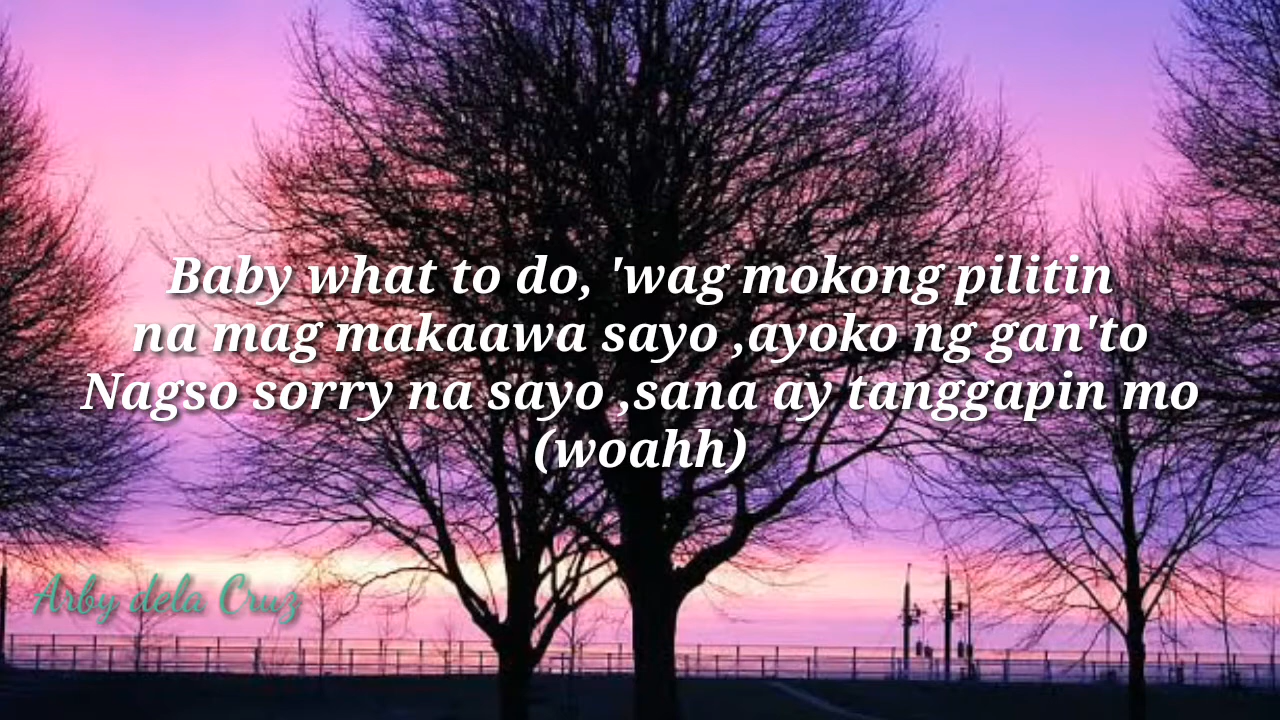 Baby what to do, 'wag mokong pilitin
na mag makaawa sayo ,ayoko ng gan'to
Nagso sorry na sayo ,sana ay tanggapin mo
(woahh)
Arby dela Cruz